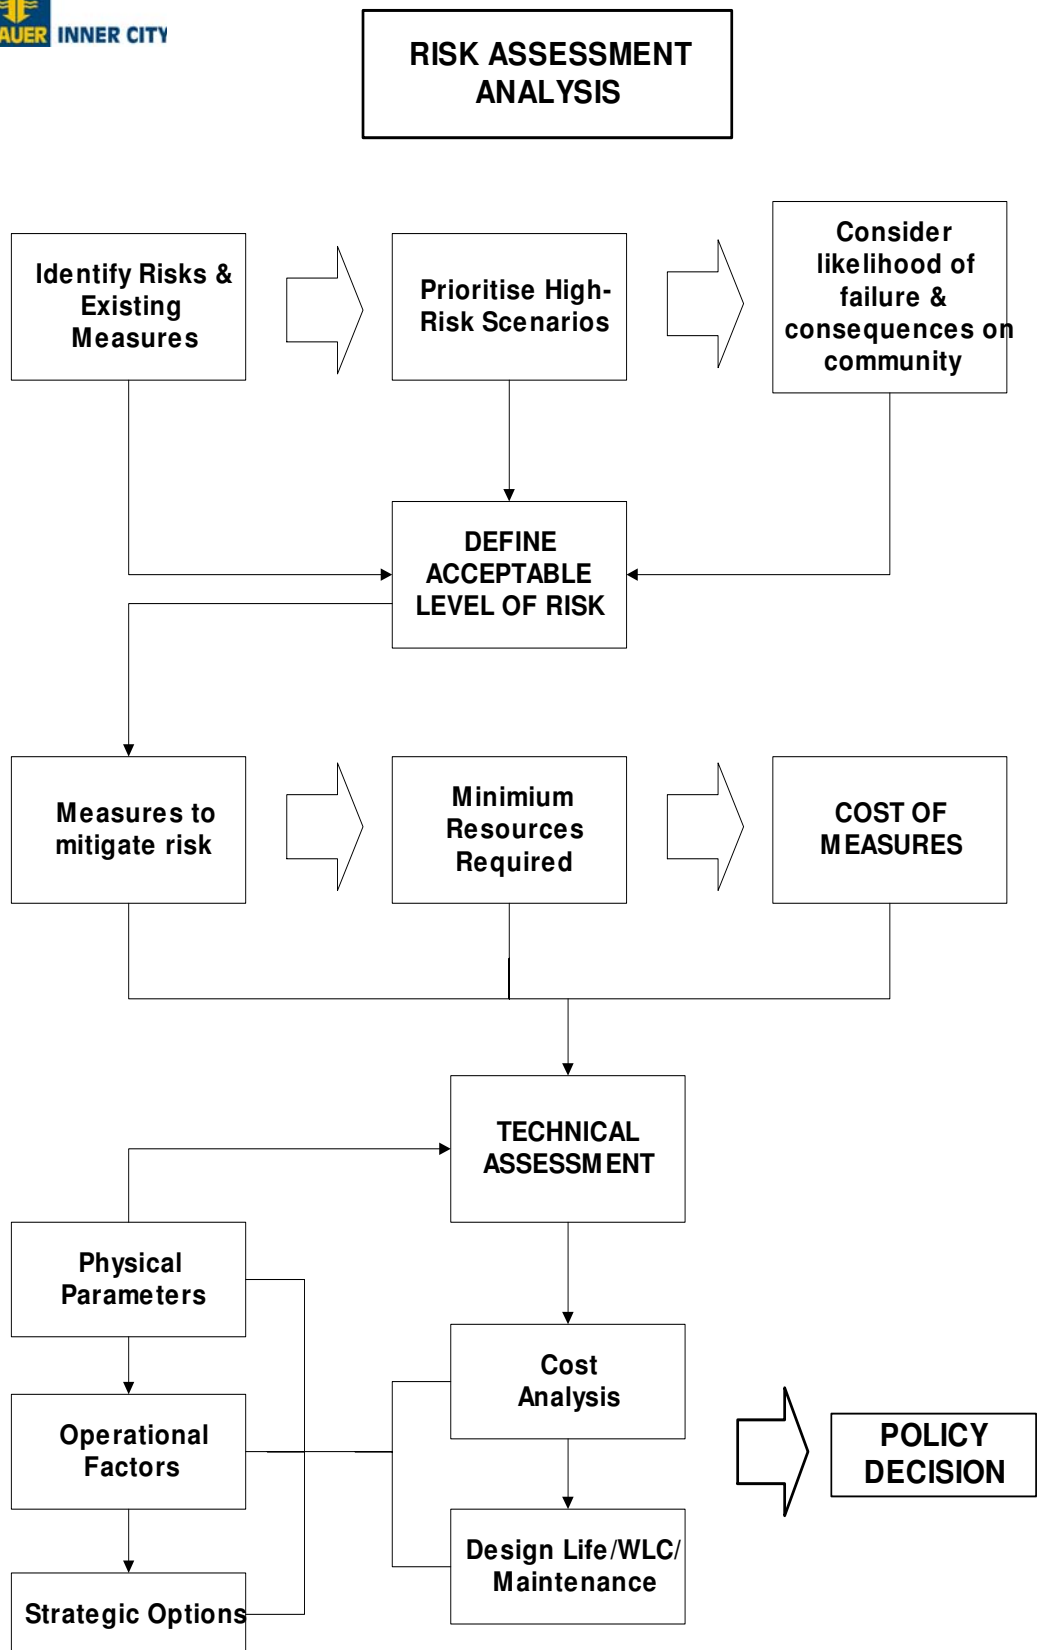 AUER INNER CITY
RISK ASSESSMENT
ANALYSIS
Identify Risks &
Existing
Measures
Prioritise High-
Risk Scenarios
Consider
likelihood of
failure &
consequences on
community
DEFINE
ACCEPTABLE
LEVEL OF RISK
Measures to
mitigate risk
Minimium
Resources
Required
COST OF
MEASURES
TECHNICAL
ASSESSMENT
Physical
Parameters
Cost
Analysis
Operational
Factors
POLICY
DECISION
Design Life/WLC/
Maintenance
Strategic Options